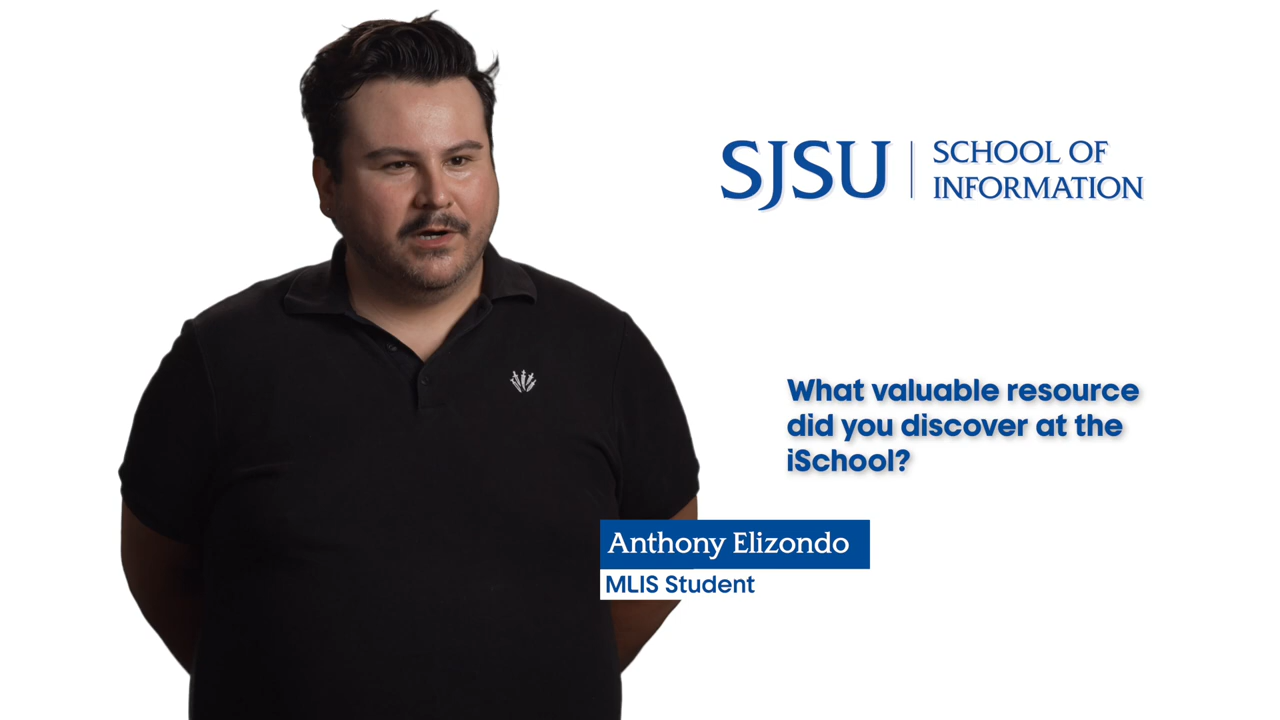 SJSU
SCHOOL OF
INFORMATION
What valuable resource
did you discover at the
iSchool?
Anthony Elizondo
MLIS Student